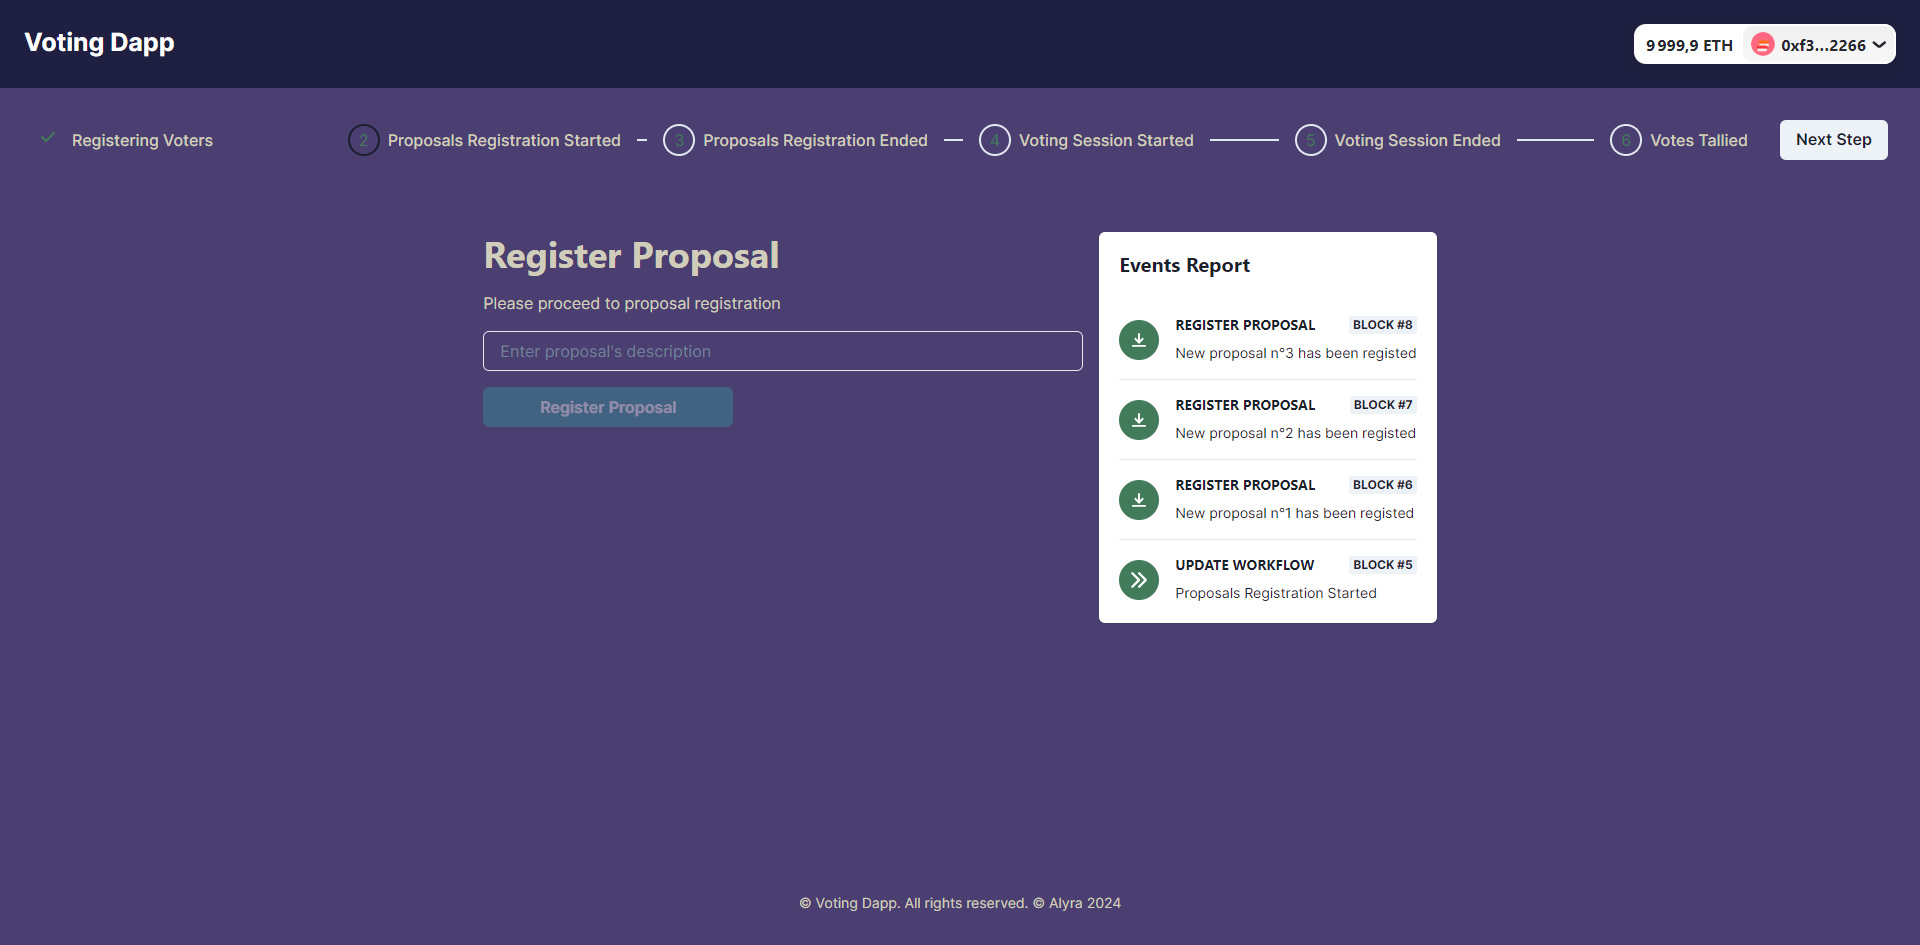 Voting Dapp
9 999,9 ETH 0xf3...2266
Registering Voters 2 Proposals Registration Started 3 Proposals Registration Ended 4 Voting Session Started 5 Voting Session Ended 6 Votes Tallied Next Step
Register Proposal
Please proceed to proposal registration
Enter proposal's description
Register Proposal
Events Report
REGISTER PROPOSAL BLOCK #8
New proposal n°3 has been registed
REGISTER PROPOSAL BLOCK #7
New proposal n°2 has been registed
REGISTER PROPOSAL BLOCK #6
New proposal n°1 has been registed
UPDATE WORKFLOW BLOCK #5
Proposals Registration Started
© Voting Dapp. All rights reserved. © Alyra 2024